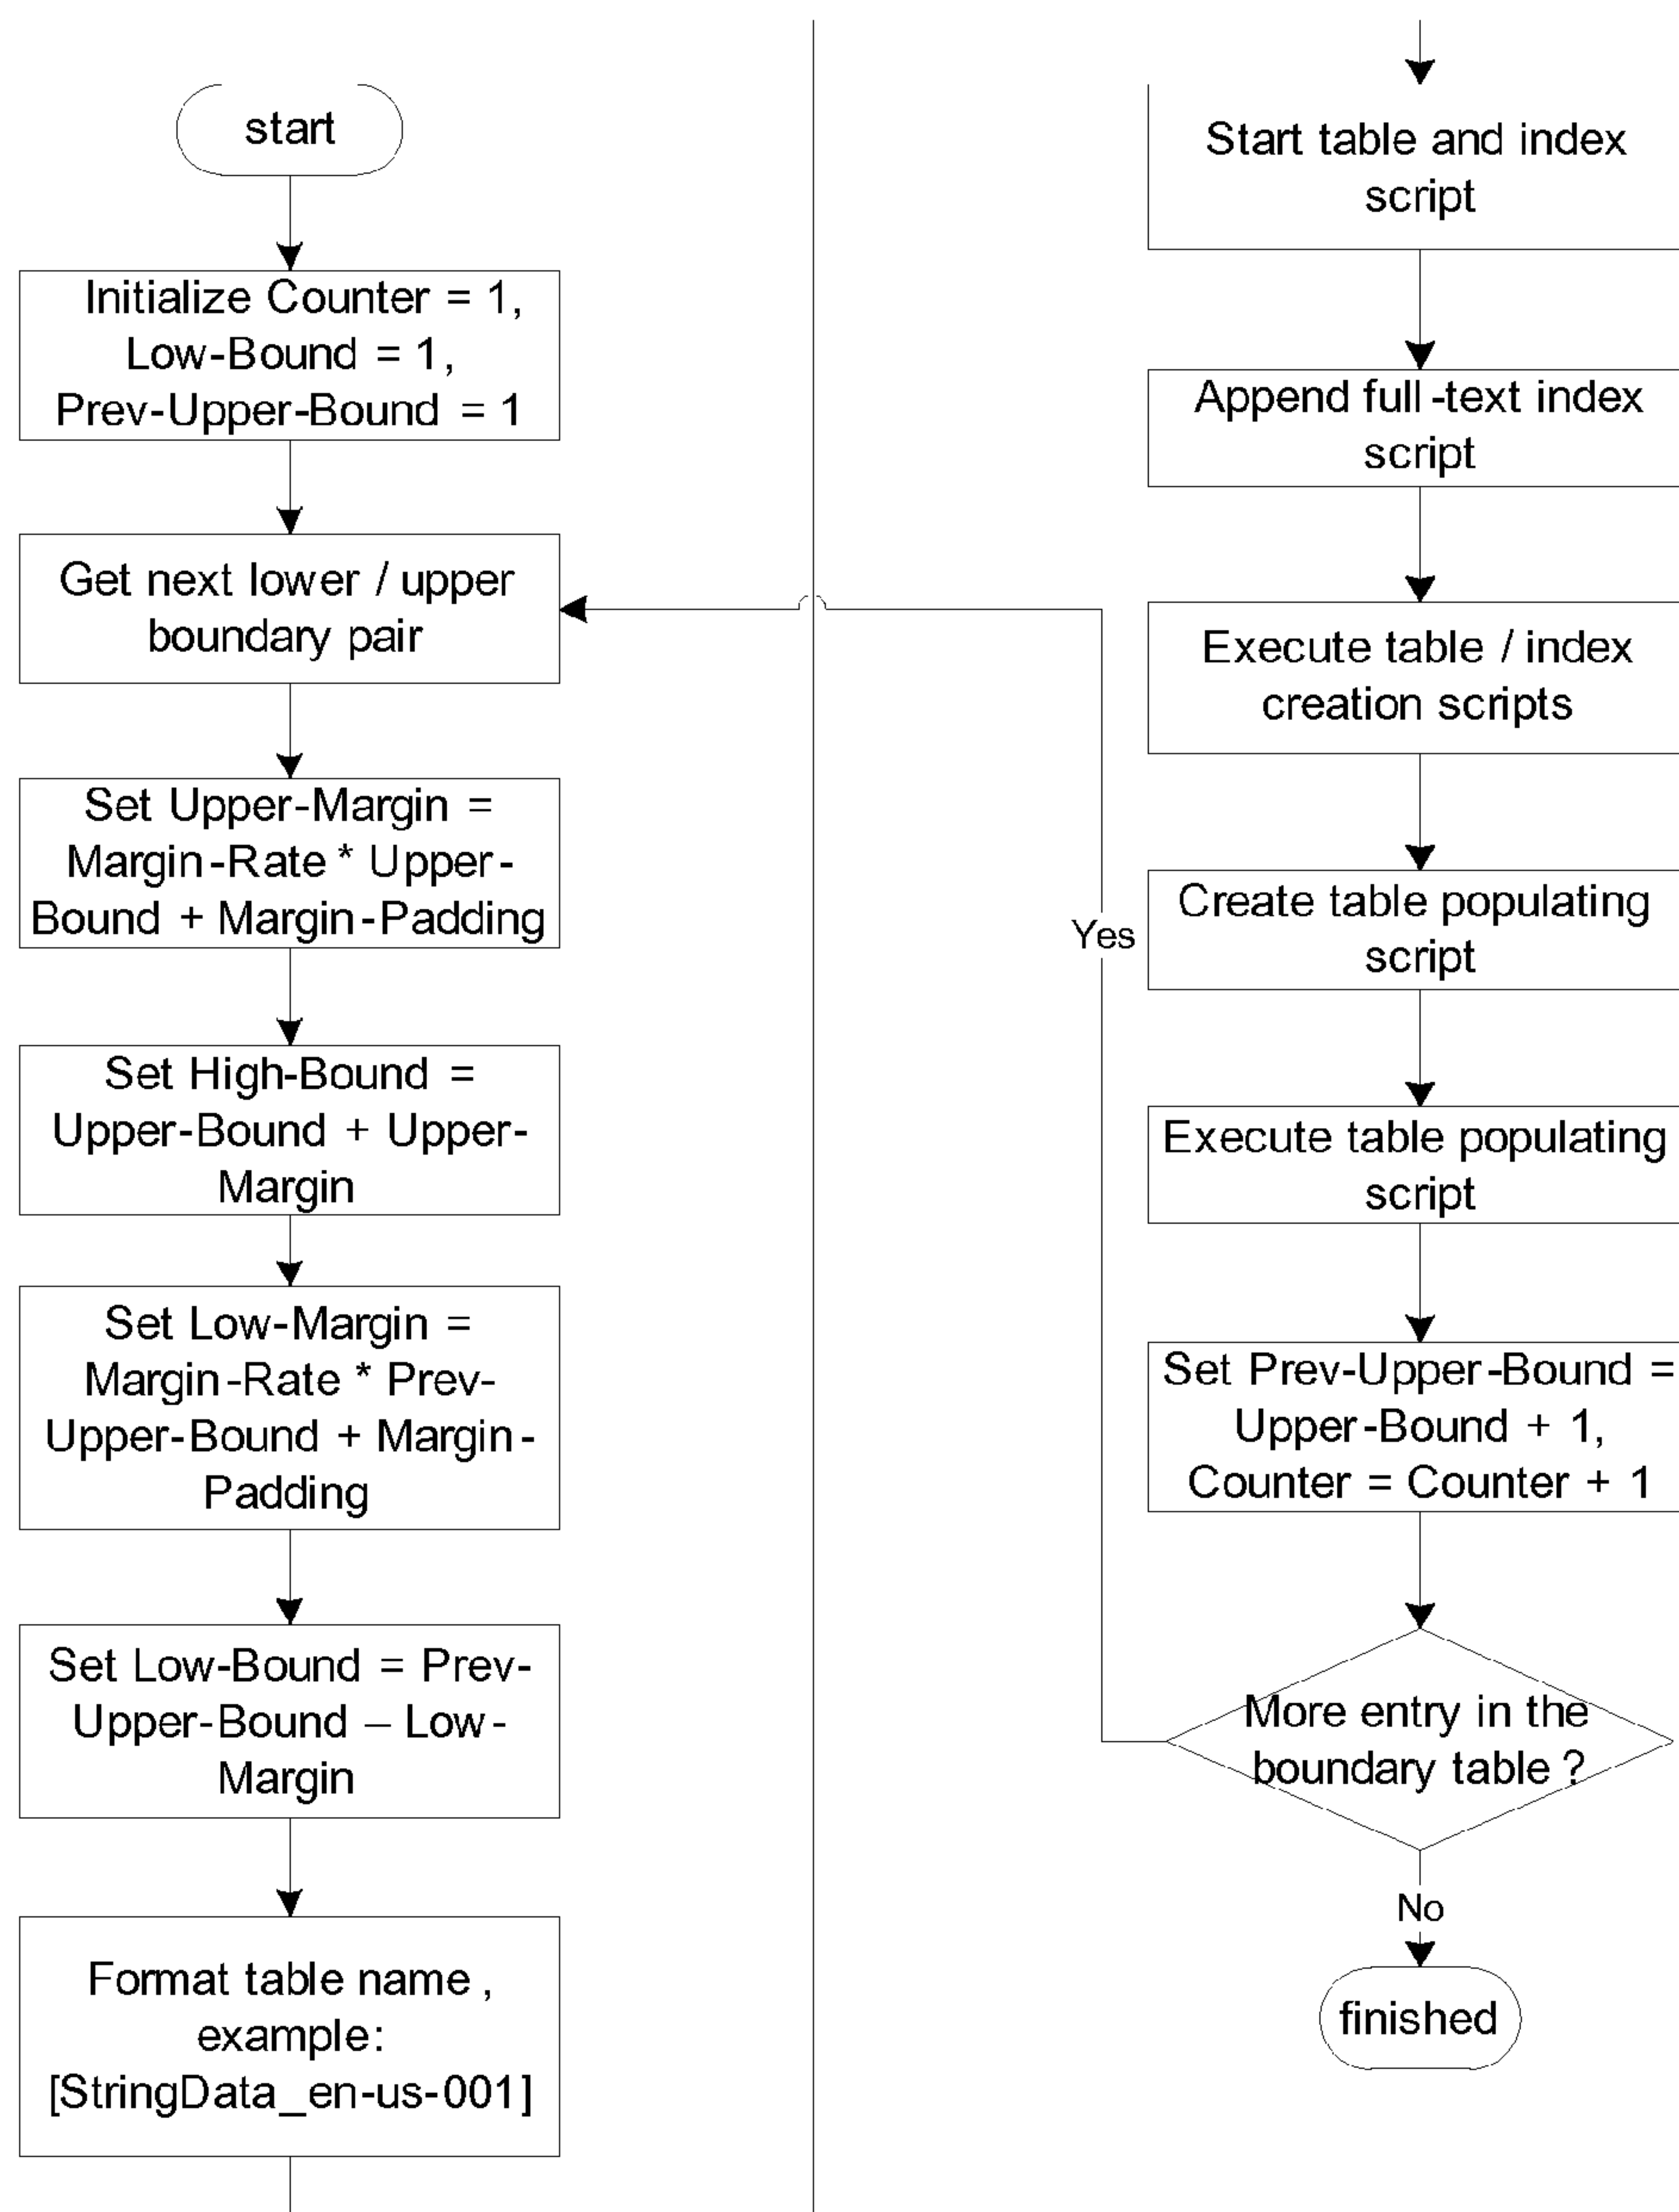 start
Initialize Counter = 1,
Low-Bound = 1,
Prev-Upper-Bound = 1
Get next lower / upper
boundary pair
Set Upper-Margin =
Margin-Rate * Upper-
Bound + Margin-Padding
Set High-Bound =
Upper-Bound + Upper-
Margin
Set Low-Margin =
Margin-Rate * Prev-
Upper-Bound + Margin-
Padding
Set Low-Bound = Prev-
Upper-Bound – Low-
Margin
Format table name,
example:
[StringData_en-us-001]
Start table and index
script
Append full-text index
script
Execute table / index
creation scripts
Create table populating
script
Execute table populating
script
Set Prev-Upper-Bound =
Upper-Bound + 1,
Counter = Counter + 1
More entry in the
boundary table?
Yes
No
finished